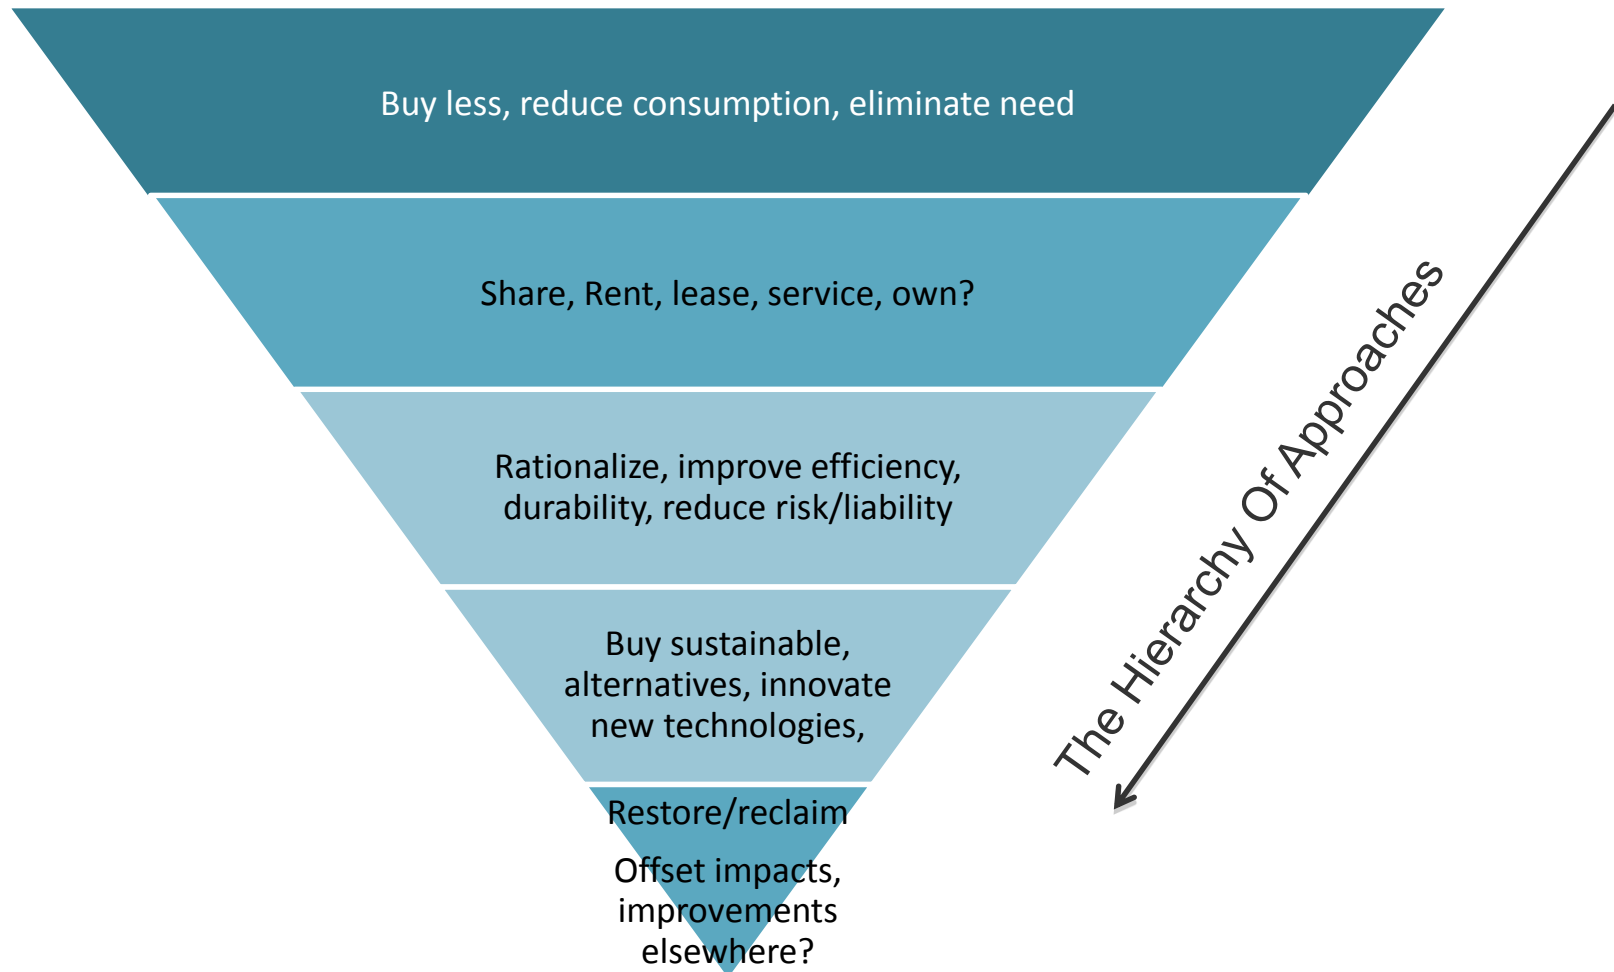 Buy less, reduce consumption, eliminate need
Share, Rent, lease, service, own?
Rationalize, improve efficiency,
durability, reduce risk/liability
Buy sustainable,
alternatives, innovate
new technologies,
Restore/reclaim
Offset impacts,
improvements
elsewhere?
The Hierarchy Of Approaches